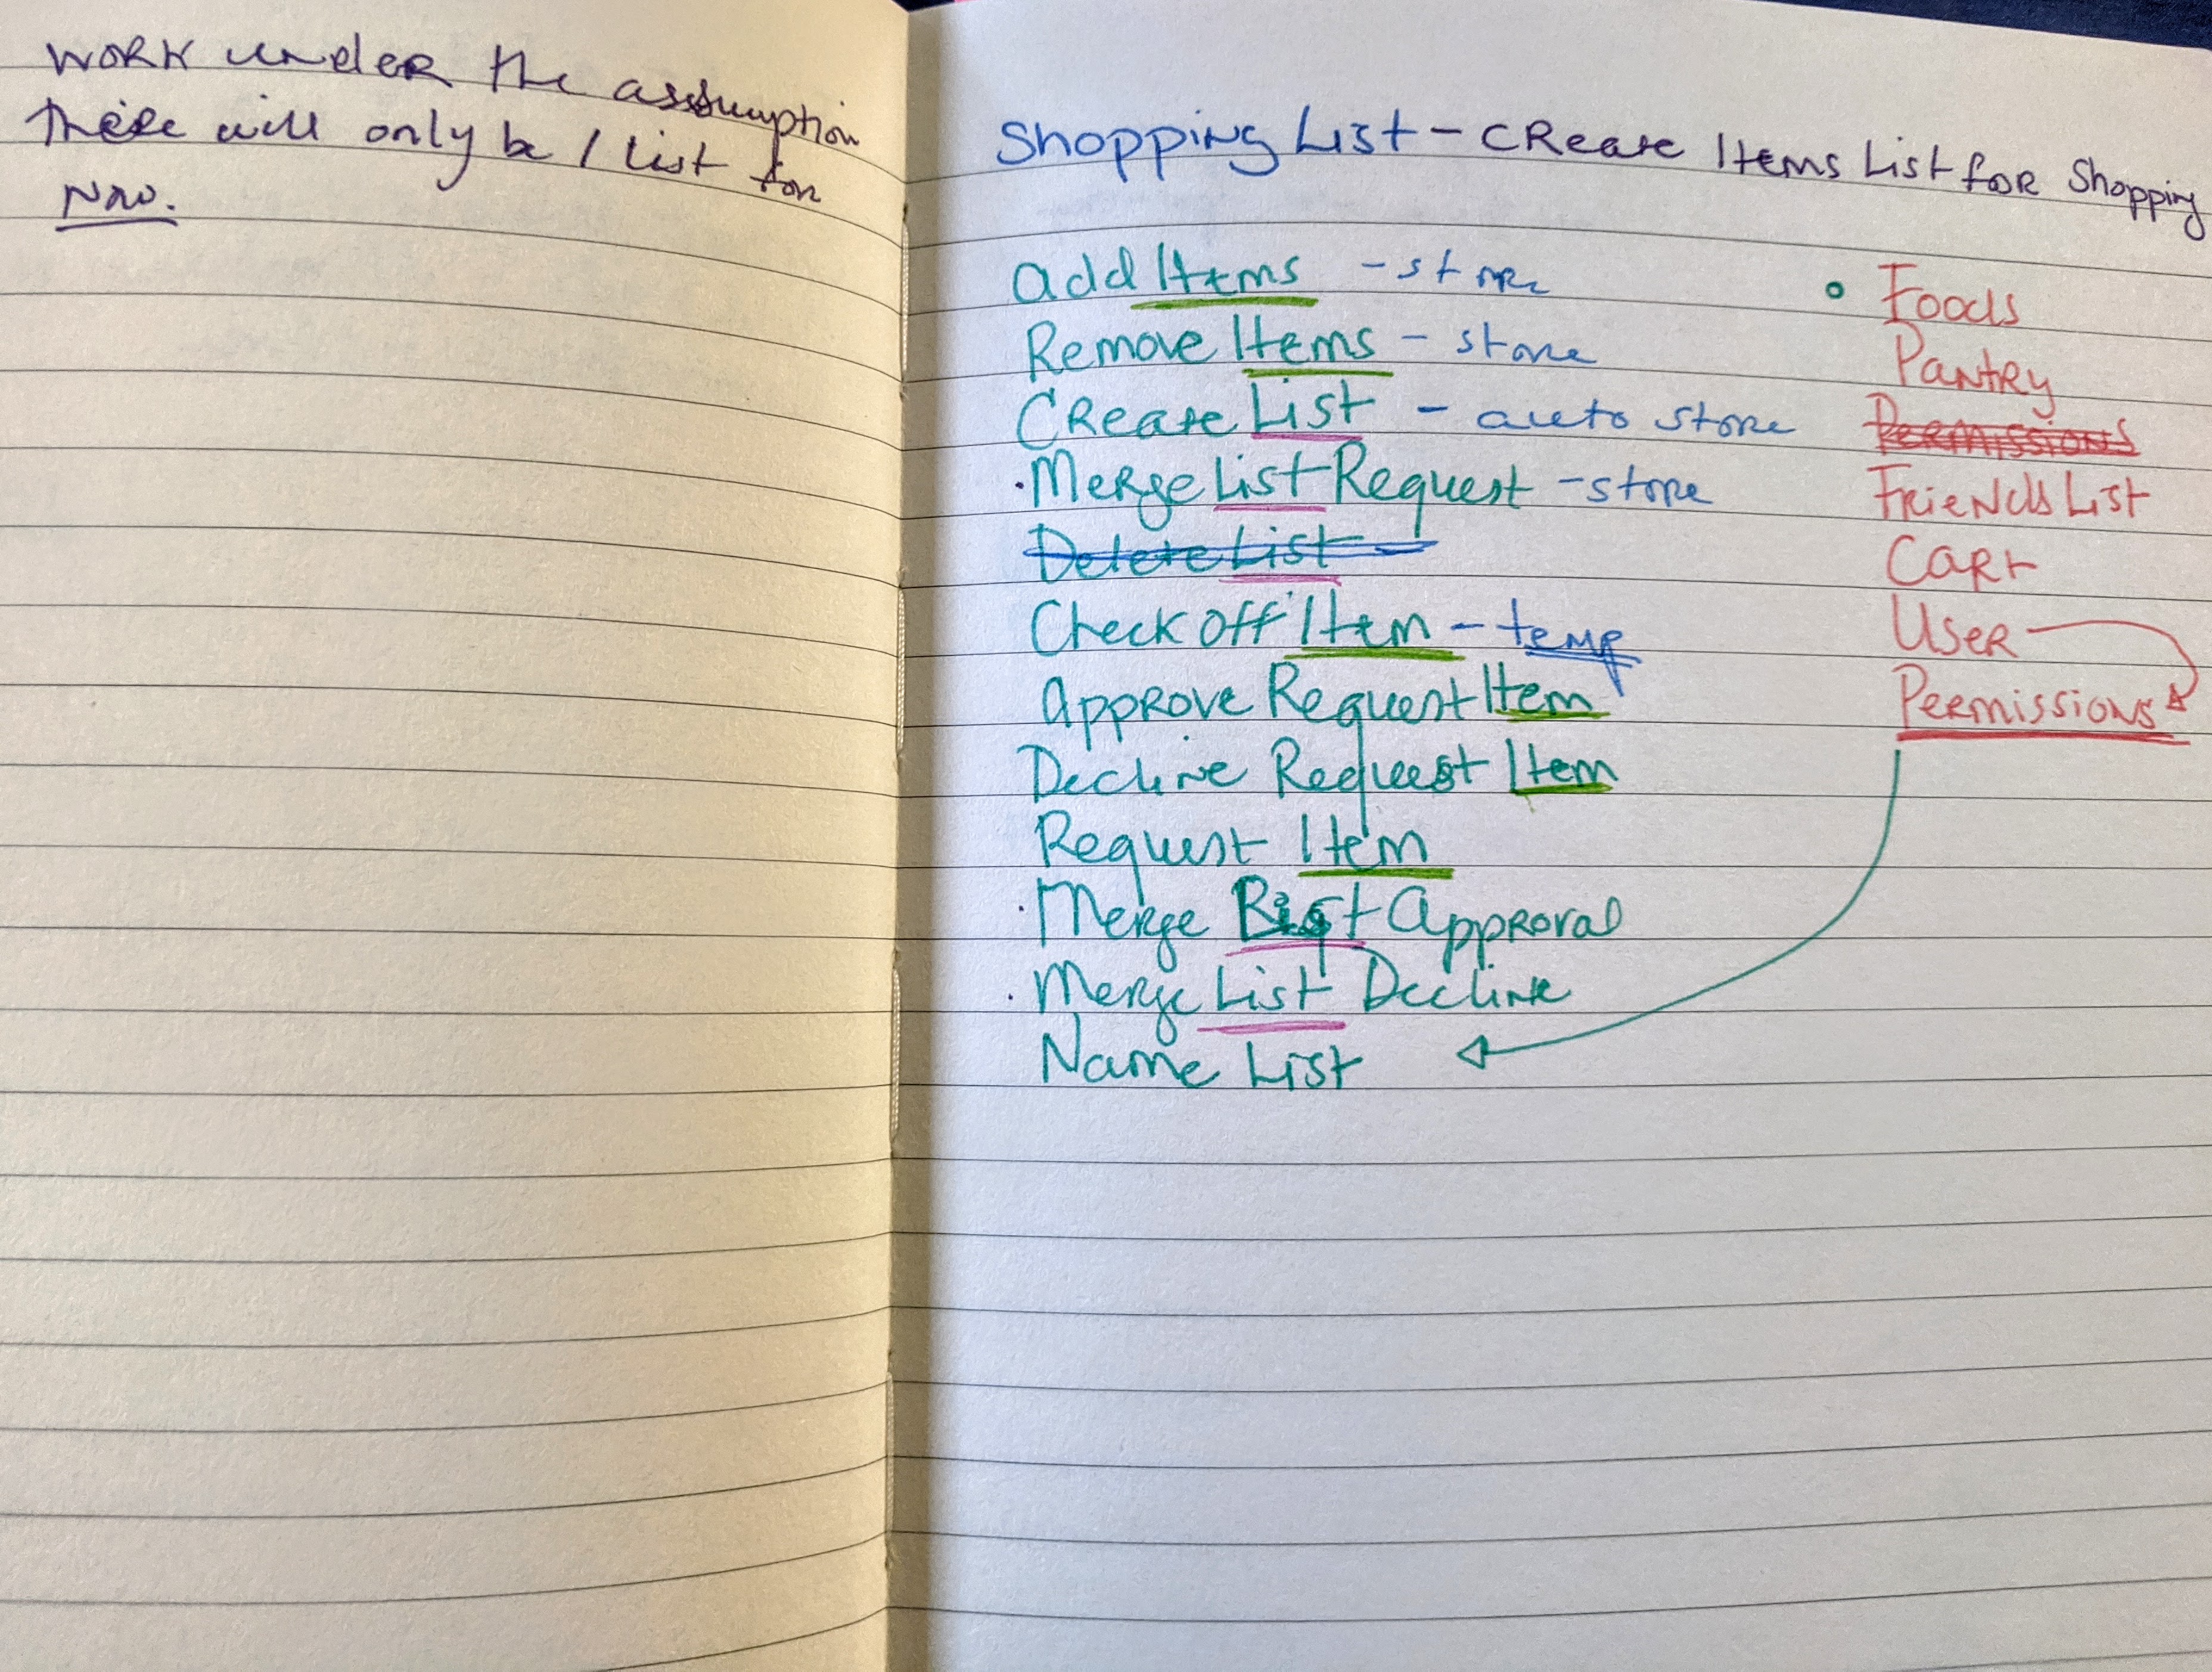 Work under the assumption
there will only be 1 list for
now.
Shopping List - Create Items List for Shopping
Add Items - store
Remove Items - store
Create List - auto store
Merge List Request - store
Delete List -
Check off Item - temp
Approve Request Item
Decline Request Item
Request Item
Merge List Approval
Merge List Decline
Name List
Foods
Pantry
Permissions
Friends List
Cart
User
Permissions